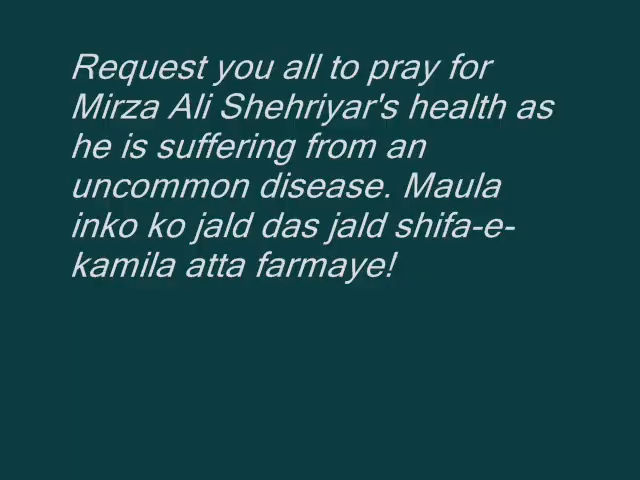 Request you all to pray for
Mirza Ali Shehriyar's health as
he is suffering from an
uncommon disease. Maula
inko ko jald das jald shifa-e-
kamila atta farmaye!